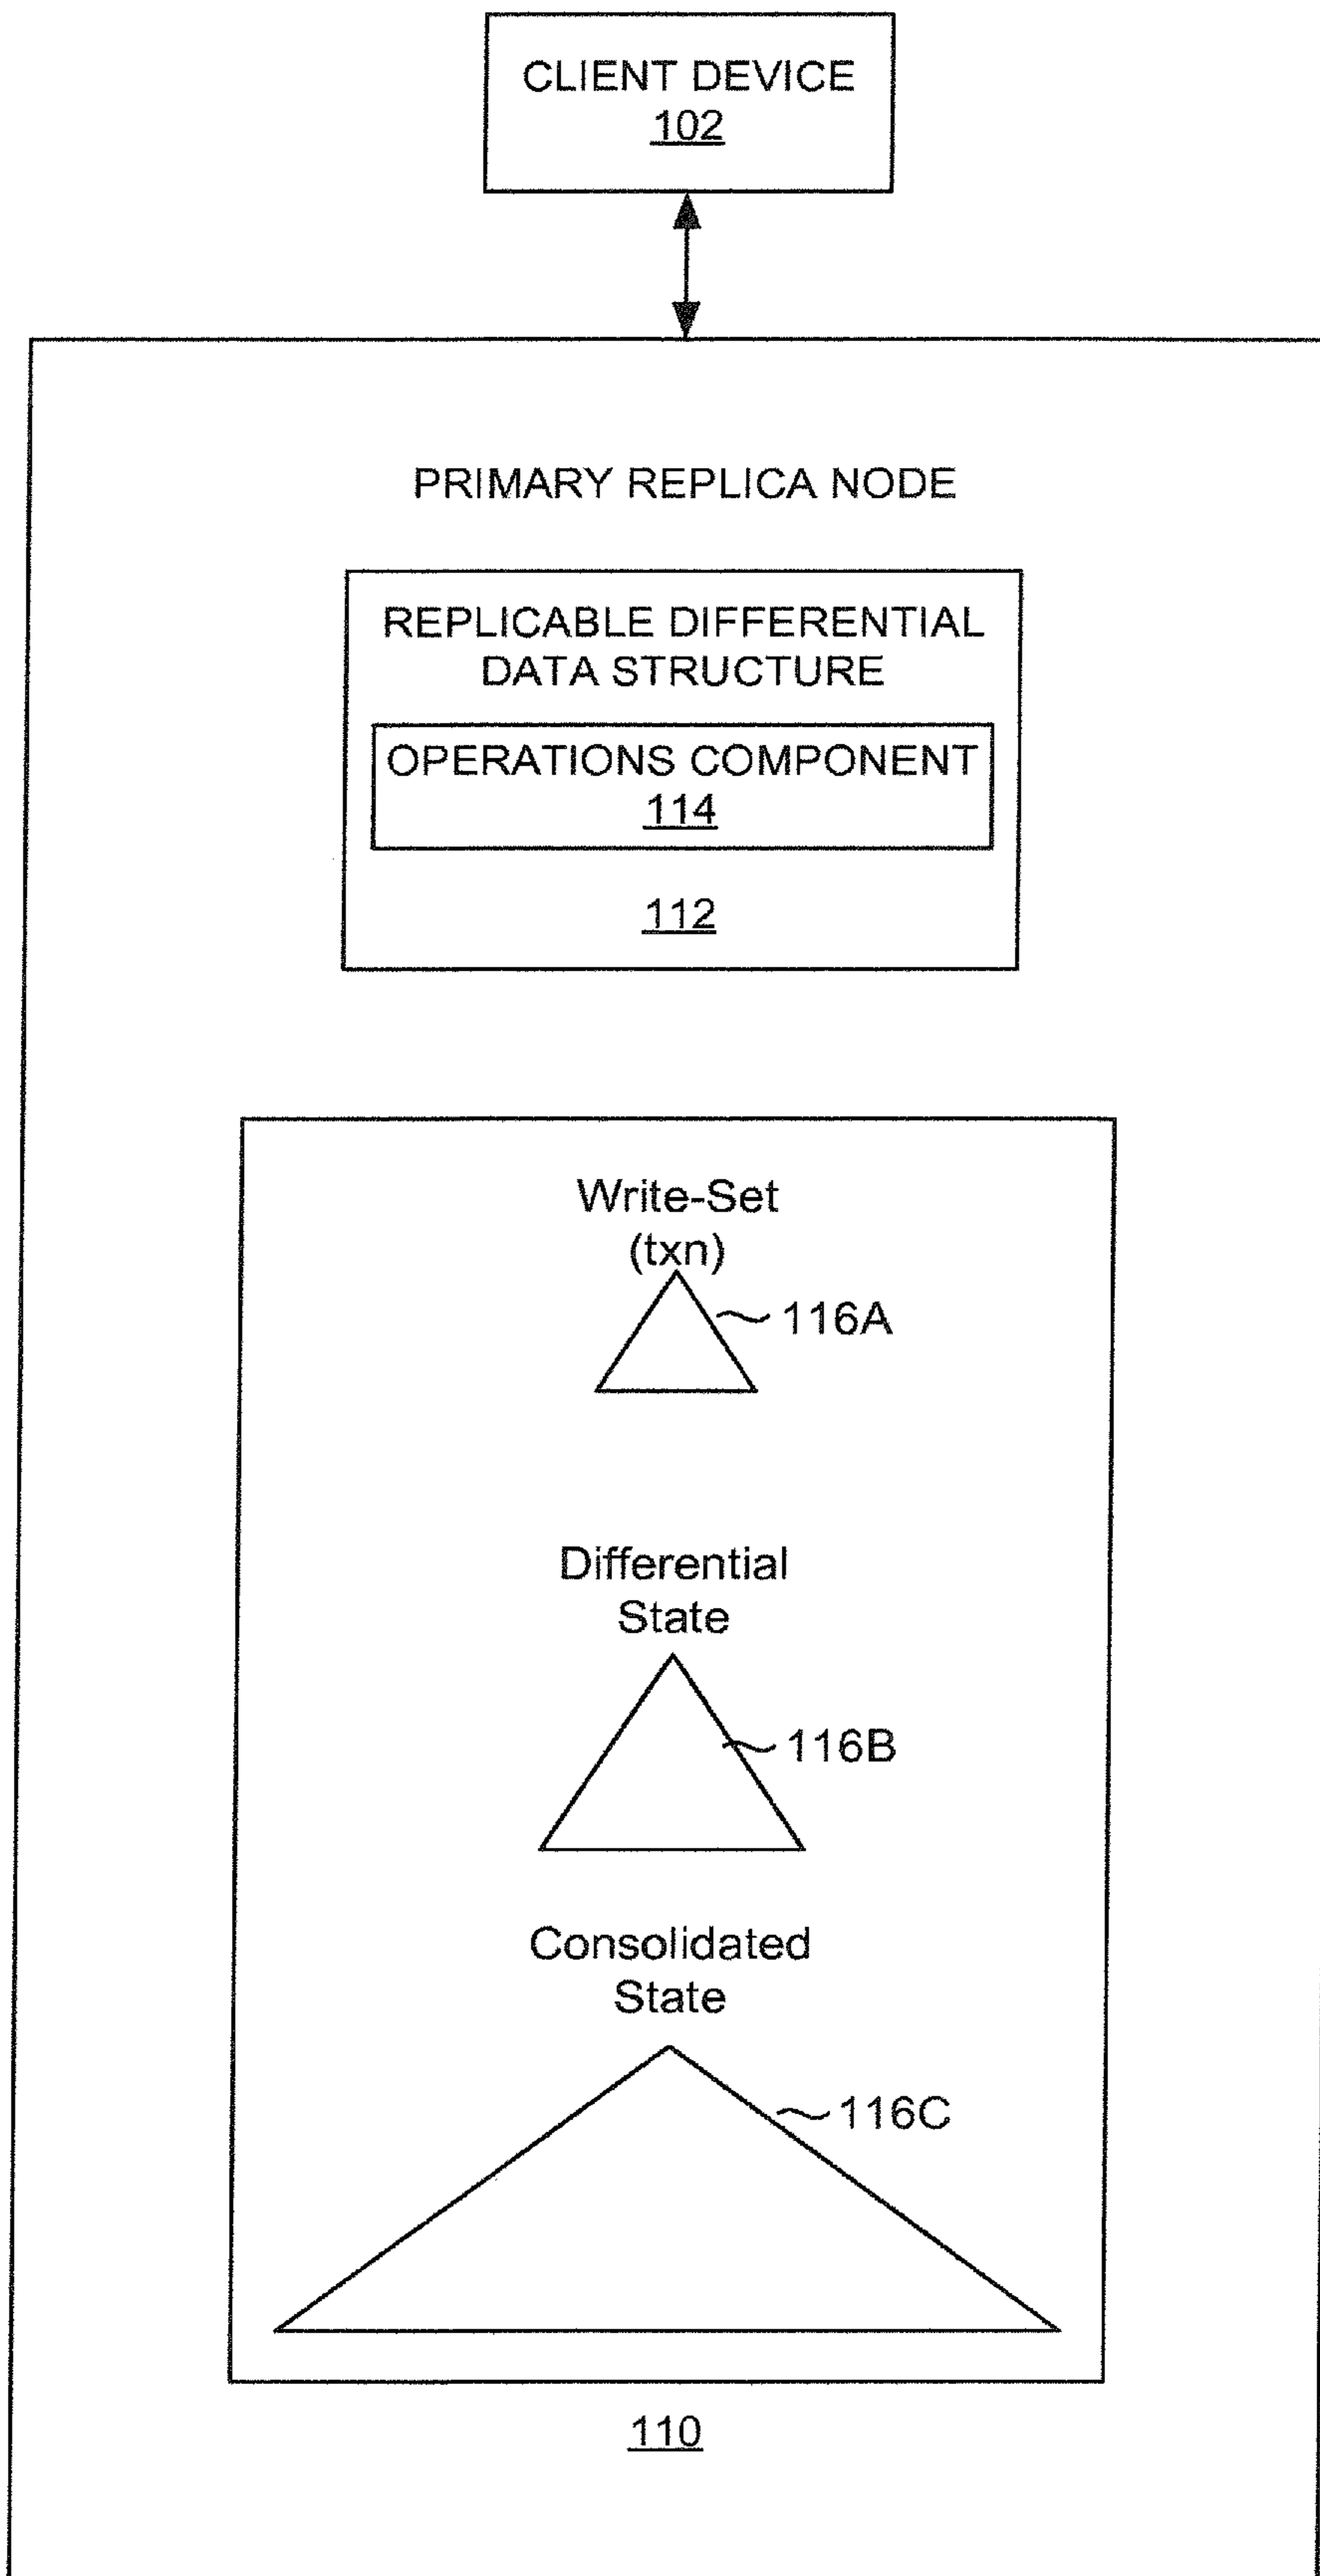 CLIENT DEVICE
102
PRIMARY REPLICA NODE
REPLICABLE DIFFERENTIAL
DATA STRUCTURE
OPERATIONS COMPONENT
114
112
Write-Set
(txn)
116A
Differential
State
116B
Consolidated
State
116C
110